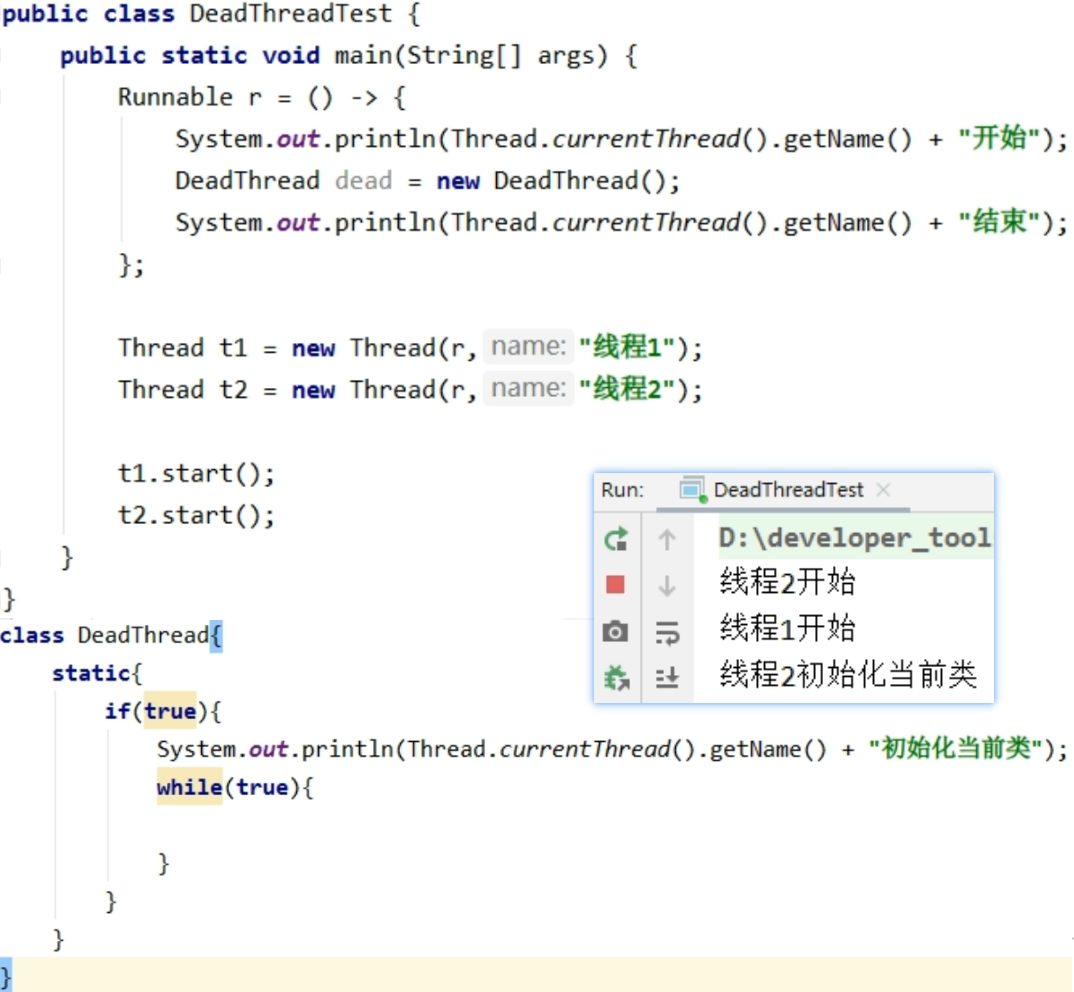 public class DeadThreadTest {
    public static void main(String[] args) {
        Runnable r = () -> {
            System.out.println(Thread.currentThread().getName() + "开始");
            DeadThread dead = new DeadThread();
            System.out.println(Thread.currentThread().getName() + "结束");
        };
        Thread t1 = new Thread(r, name: "线程1");
        Thread t2 = new Thread(r, name: "线程2");
        t1.start();
        t2.start();
    }
}
Run: DeadThreadTest ×
D:\developer_tool
线程2开始
线程1开始
线程2初始化当前类
class DeadThread{
    static{
        if(true){
            System.out.println(Thread.currentThread().getName() + "初始化当前类");
            while(true){
            }
        }
    }
}